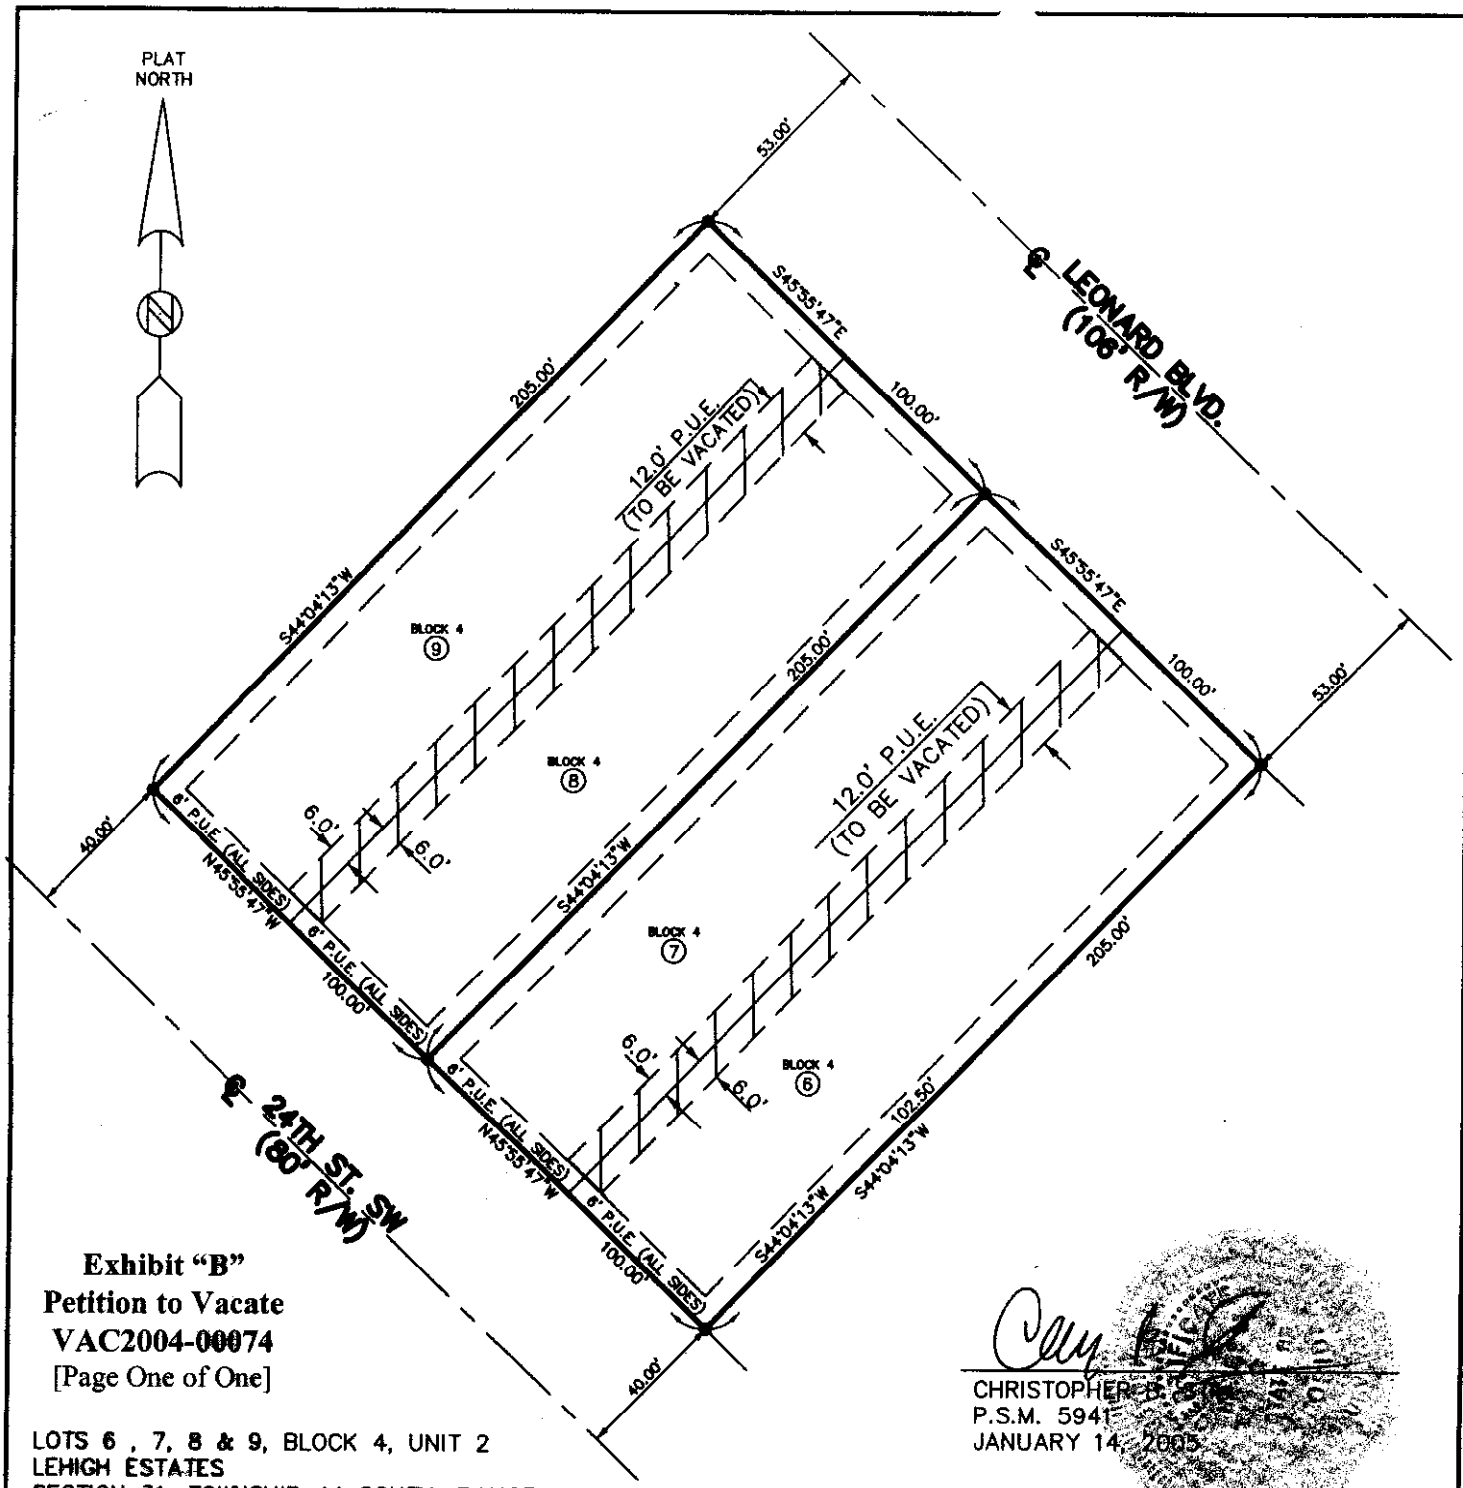 PLAT
NORTH
53.00'
℄ LEONARD BLVD.
(106' R/W)
S45°55'47"E
100.00'
205.00'
S44°04'13"W
12.0' P.U.E.
(TO BE VACATED)
BLOCK 4
9
BLOCK 4
8
205.00'
S44°04'13"W
S45°55'47"E
100.00'
53.00'
12.0' P.U.E.
(TO BE VACATED)
6.0'
6.0'
40.00'
6' P.U.E. (ALL SIDES)
N45°55'47"W
6' P.U.E. (ALL SIDES)
100.00'
BLOCK 4
7
BLOCK 4
6
6.0'
6.0'
205.00'
102.50'
S44°04'13"W
S44°04'13"W
6' P.U.E. (ALL SIDES)
N45°55'47"W
6' P.U.E. (ALL SIDES)
100.00'
40.00'
℄ 24TH ST. SW
(80' R/W)
Exhibit “B”
Petition to Vacate
VAC2004-00074
[Page One of One]
LOTS 6 , 7, 8 & 9, BLOCK 4, UNIT 2
LEHIGH ESTATES
CHRISTOPHER
P.S.M. 5941
JANUARY 14, 2005